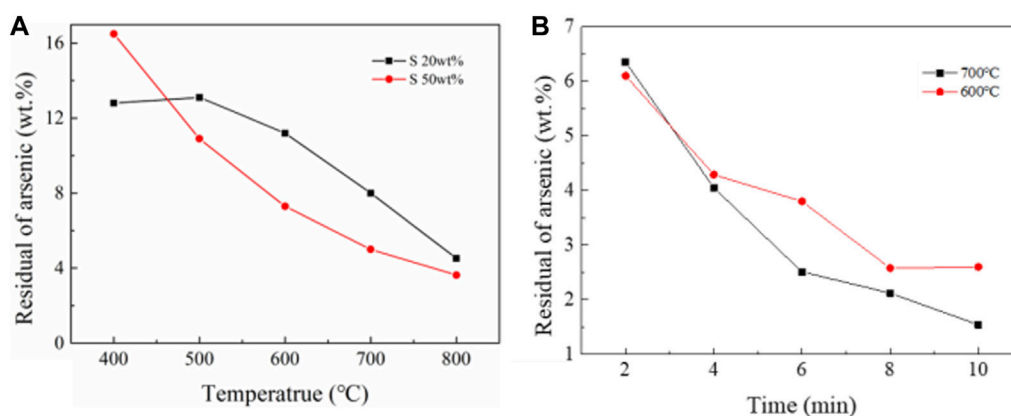 A
Residual of arsenic (wt.%)
16
12
8
4
0
S 20wt%
S 50wt%
400 500 600 700 800
Temperatrue (℃)
B
Residual of arsenic (wt.%)
7
6
5
4
3
2
1
700℃
600℃
2 4 6 8 10
Time (min)